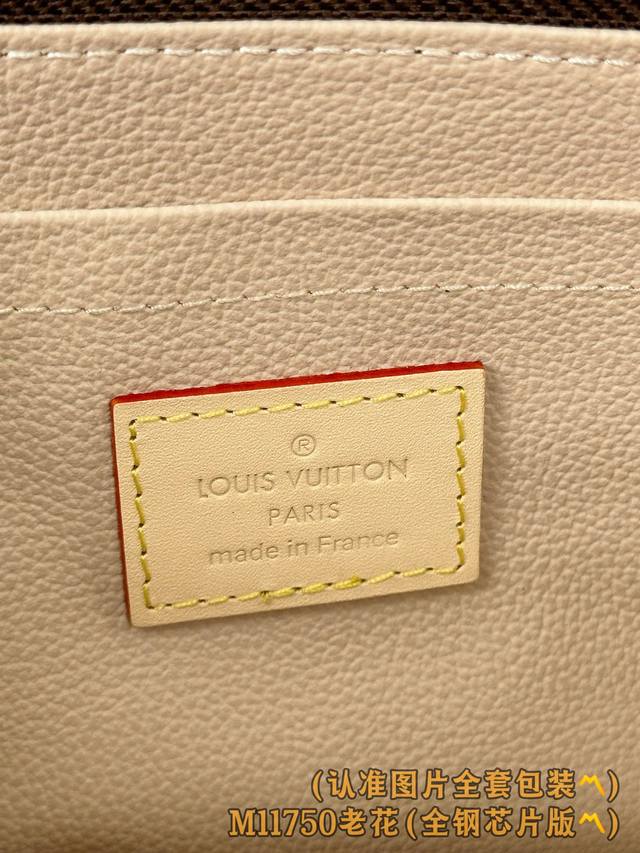 ®
LOUIS VUITTON
PARIS
made in France
(认准图片全套包装〽)
M11750老花(全钢芯片版〽)